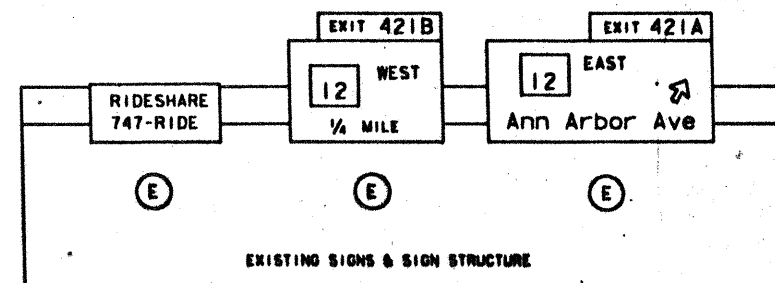 EXIT 421B
EXIT 421A
RIDESHARE
747-RIDE
12 WEST
1/4 MILE
12 EAST
Ann Arbor Ave
E
E
E
EXISTING SIGNS & SIGN STRUCTURE